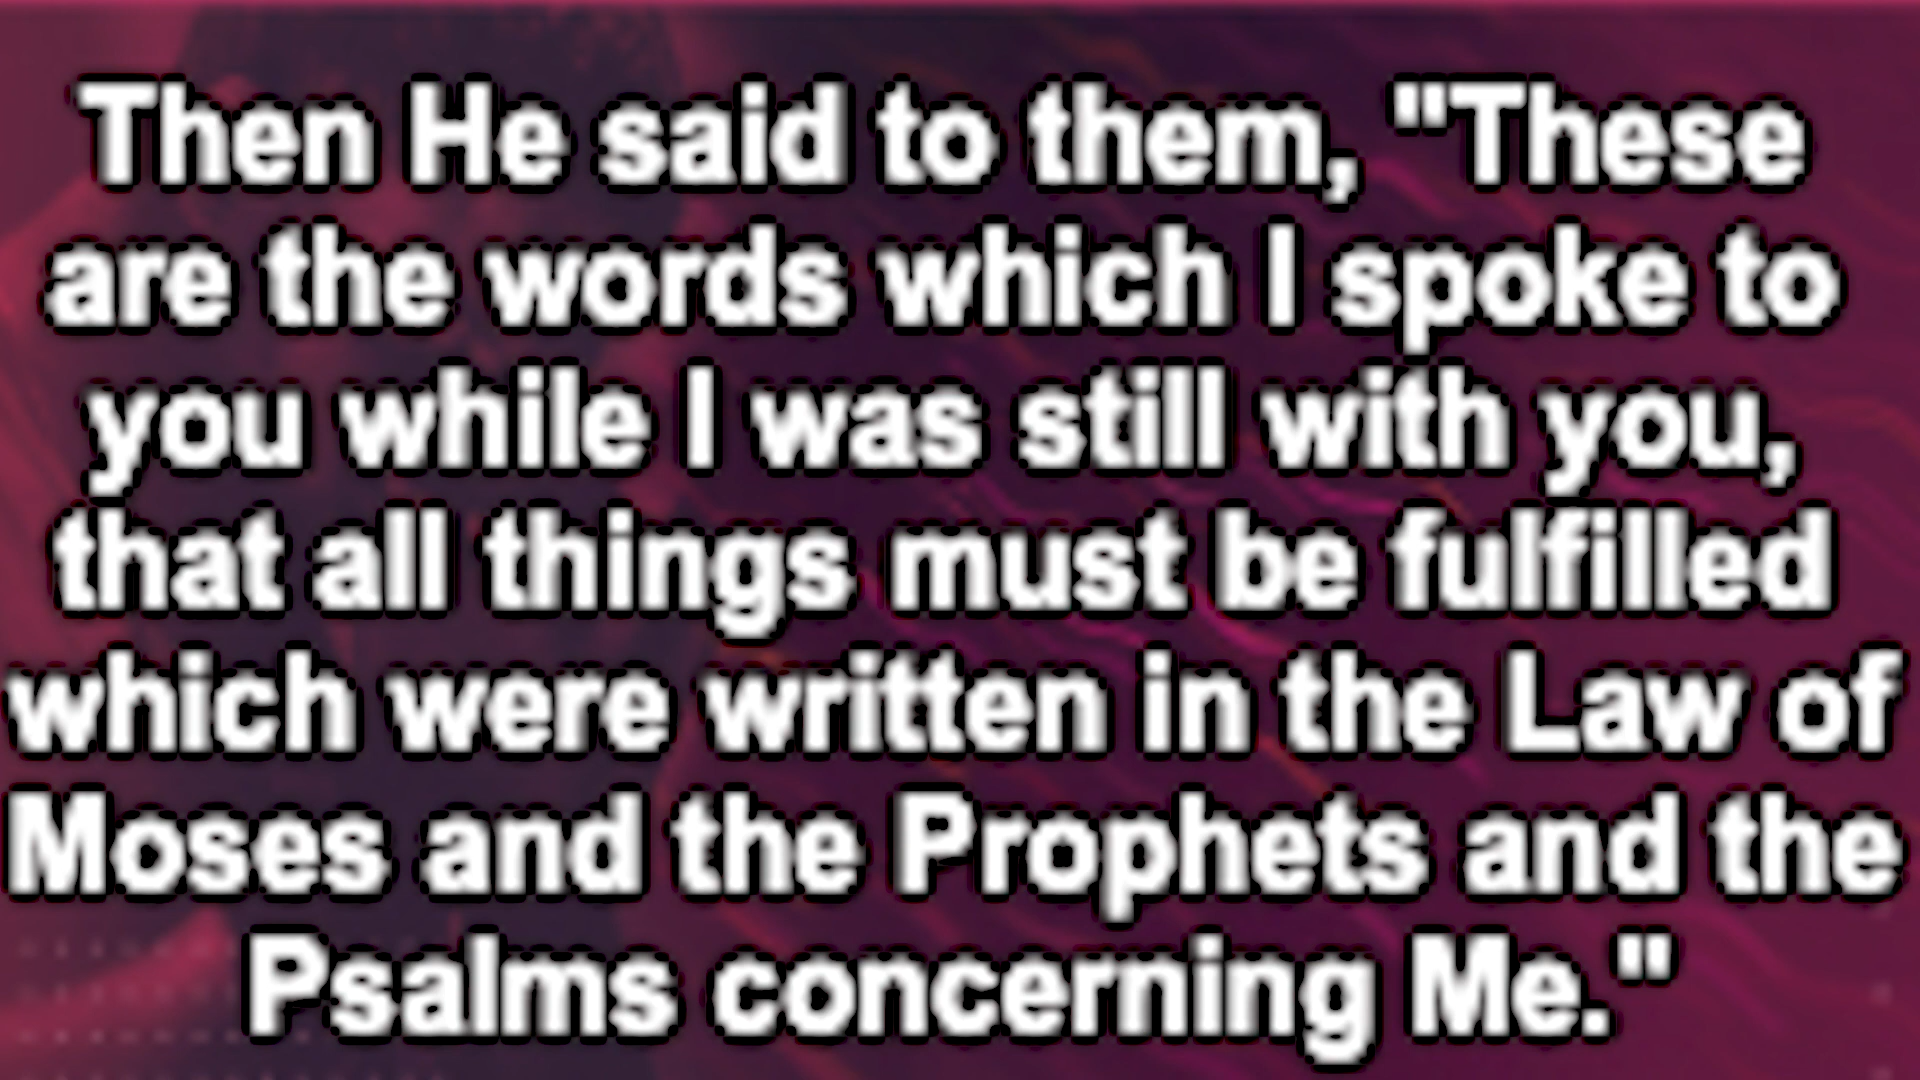 Then He said to them, "These
are the words which I spoke to
you while I was still with you,
that all things must be fulfilled
which were written in the Law of
Moses and the Prophets and the
Psalms concerning Me."